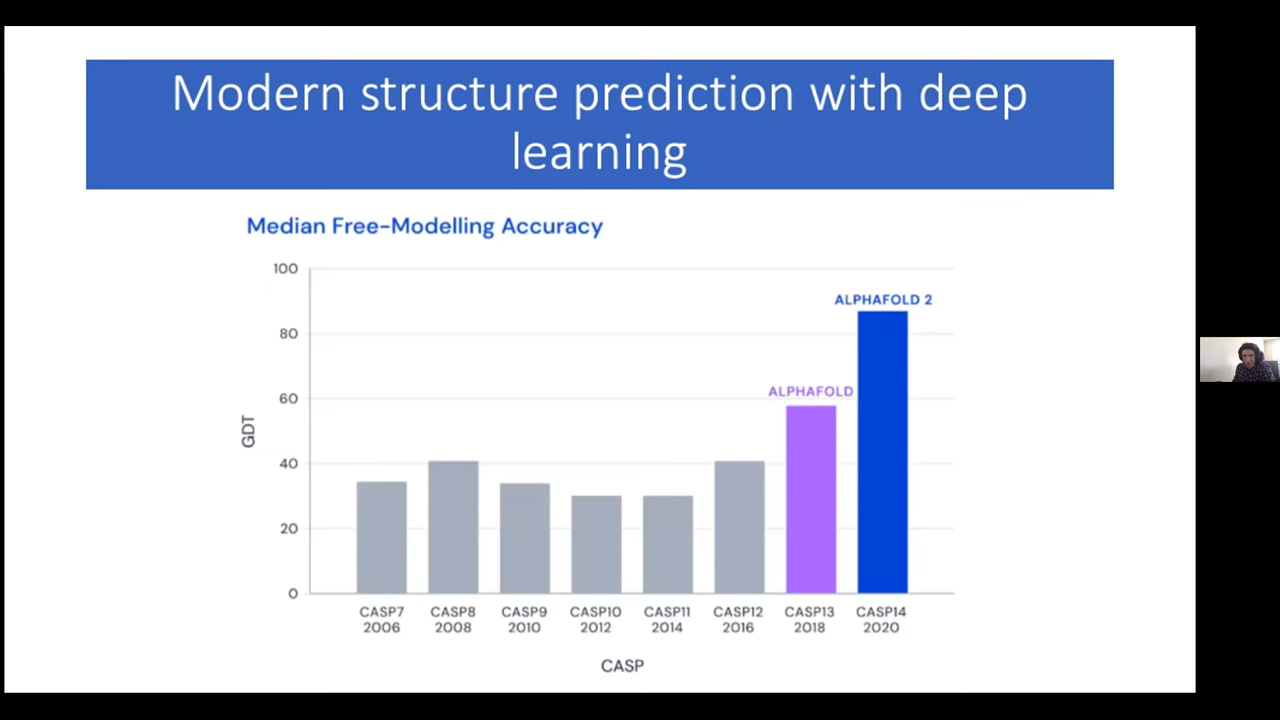 Modern structure prediction with deep
learning
Median Free-Modelling Accuracy
100
80
60
40
20
0
GDT
ALPHAFOLD 2
ALPHAFOLD
CASP7 CASP8 CASP9 CASP10 CASP11 CASP12 CASP13 CASP14
2006 2008 2010 2012 2014 2016 2018 2020
CASP